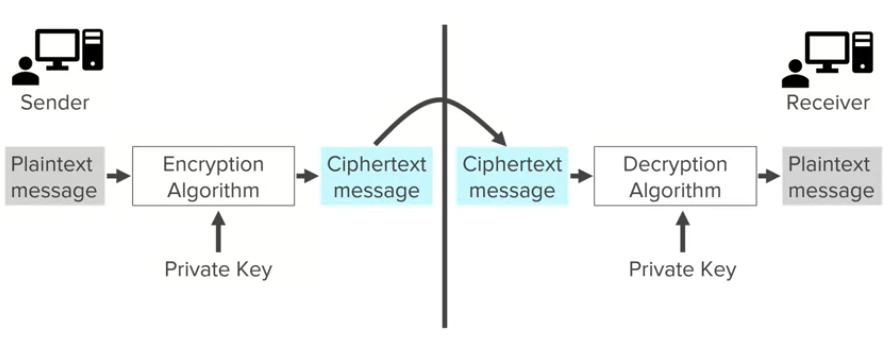 Sender
Receiver
Plaintext
message
Encryption
Algorithm
Ciphertext
message
Ciphertext
message
Decryption
Algorithm
Plaintext
message
Private Key
Private Key